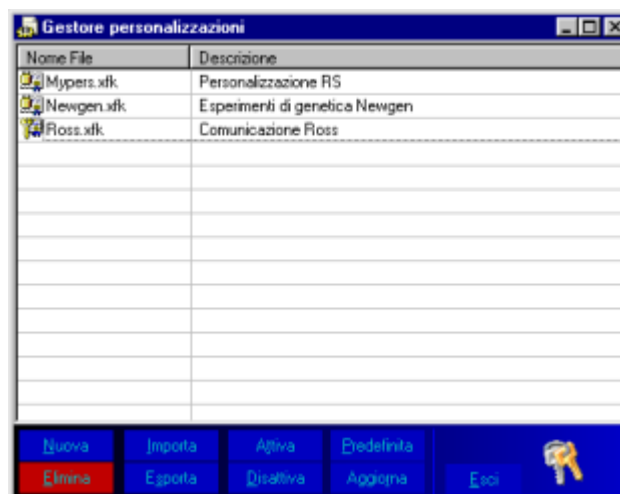 Gestore personalizzazioni
Nome File Descrizione
Mypers.xfk Personalizzazione RS
Newgen.xfk Esperimenti di genetica Newgen
Ross.xfk Comunicazione Ross
Nuova Importa Attiva Predefinita
Elimina Esporta Disattiva Aggiorna Esci